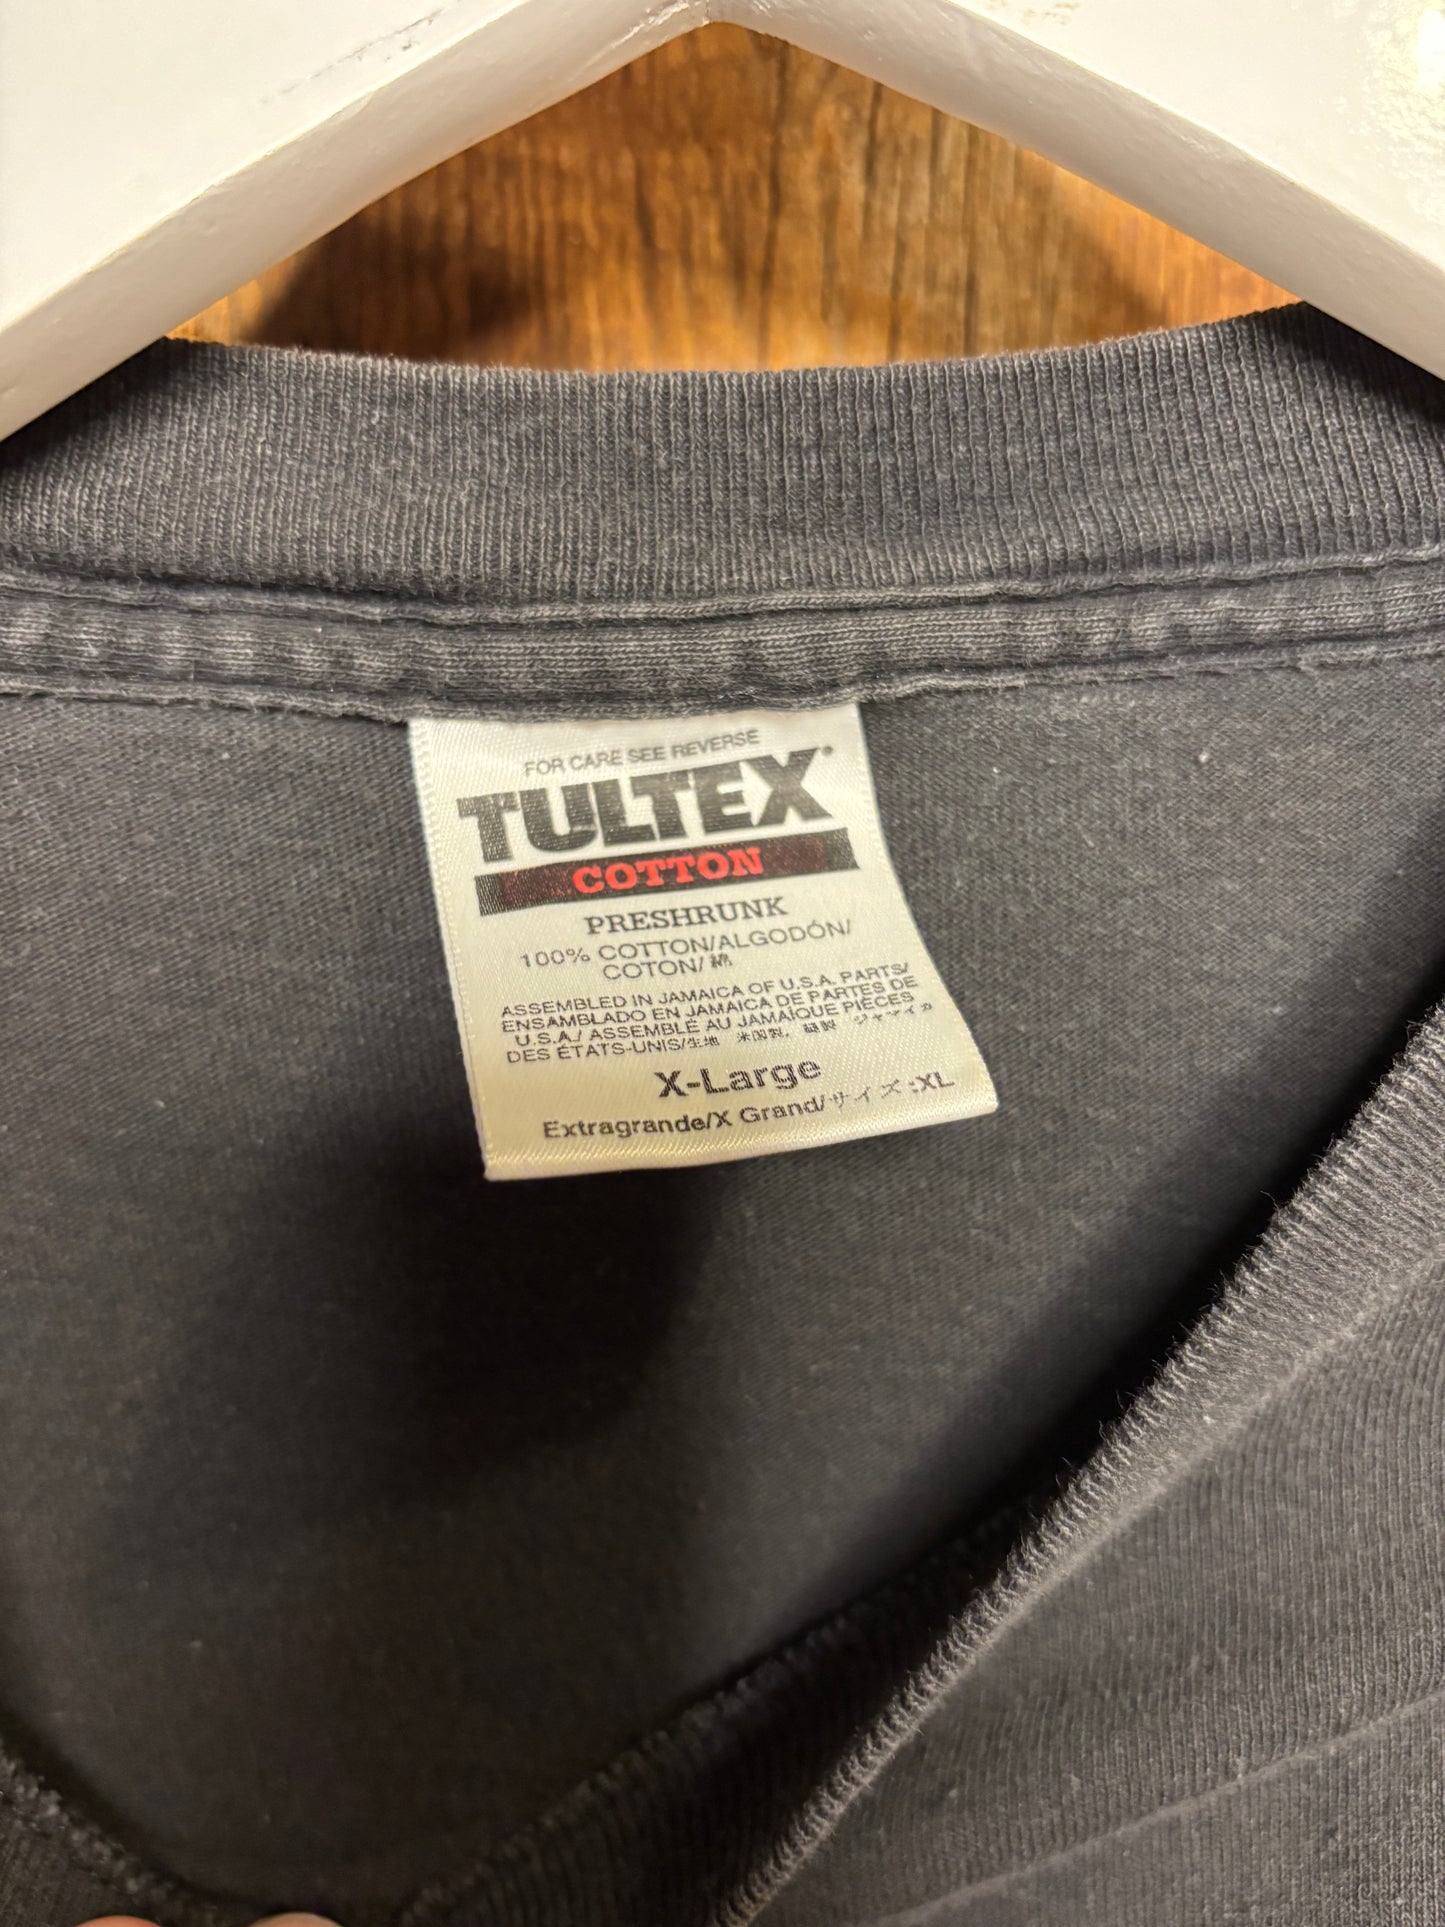 FOR CARE SEE REVERSE
TULTEX®
COTTON
PRESHRUNK
100% COTTON/ALGODÓN/
COTON/ 綿
ASSEMBLED IN JAMAICA OF U.S.A. PARTS/
ENSAMBLADO EN JAMAICA DE PARTES DE
U.S.A./ ASSEMBLÉ AU JAMAÏQUE PIÈCES
DES ÉTATS-UNIS/生地 米国製, 縫製 ジャマイカ
X-Large
Extragrande/X Grand/サイズ:XL